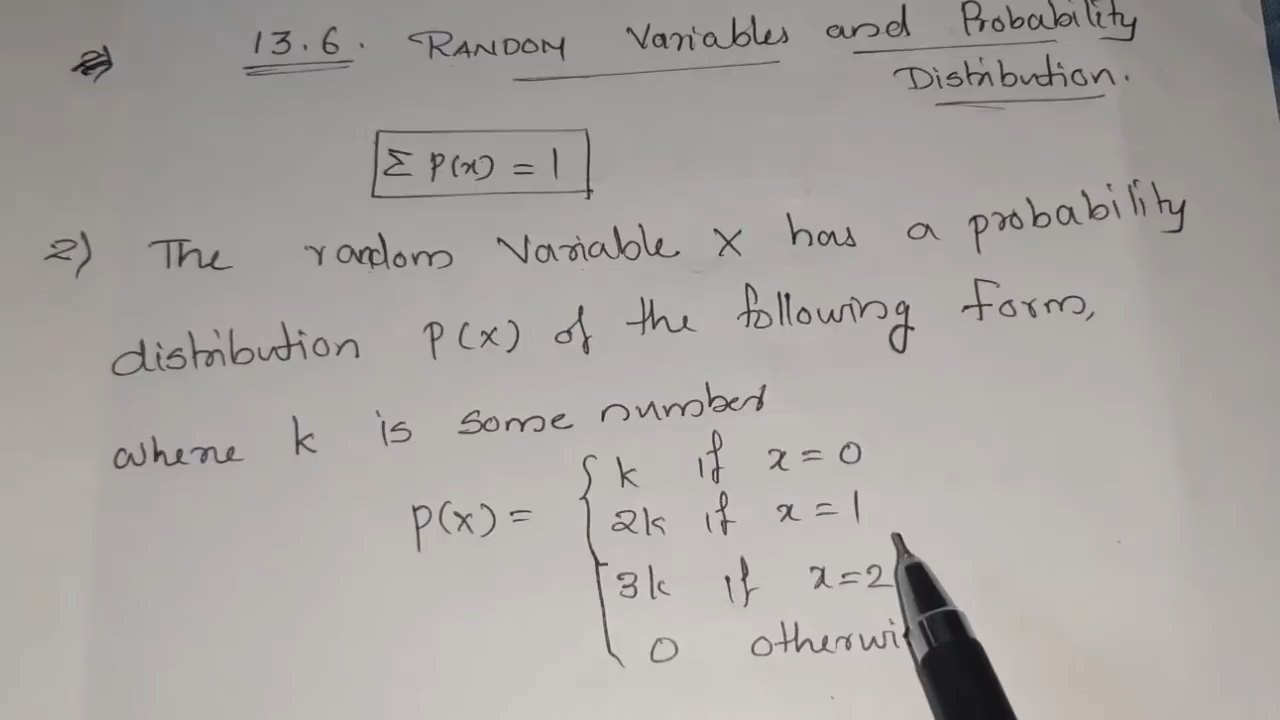 13.6. RANDOM Variables and Probability
Distribution.
Σ P(x) = 1
2) The random Variable X has a probability
distribution P(X) of the following form,
where k is some number
P(X) = { k if x = 0
2k if x = 1
3k if x = 2
0 otherwi